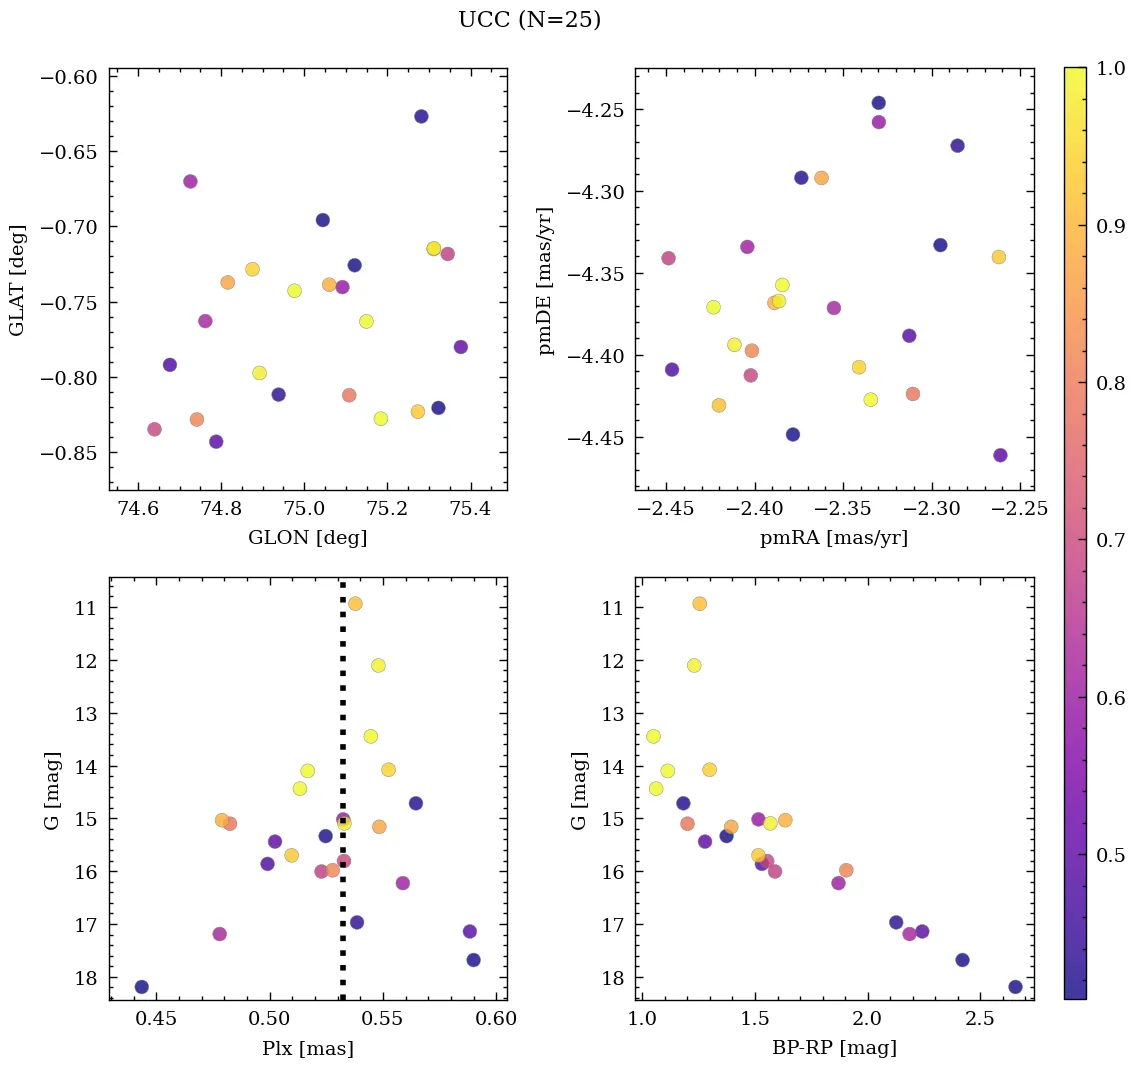 UCC (N=25)
−0.60
−0.65
−0.70
−0.75
−0.80
−0.85
GLAT [deg]
74.6 74.8 75.0 75.2 75.4
GLON [deg]
−4.25
−4.30
−4.35
−4.40
−4.45
pmDE [mas/yr]
−2.45 −2.40 −2.35 −2.30 −2.25
pmRA [mas/yr]
11
12
13
14
15
16
17
18
G [mag]
0.45 0.50 0.55 0.60
Plx [mas]
11
12
13
14
15
16
17
18
G [mag]
1.0 1.5 2.0 2.5
BP-RP [mag]
1.0
0.9
0.8
0.7
0.6
0.5